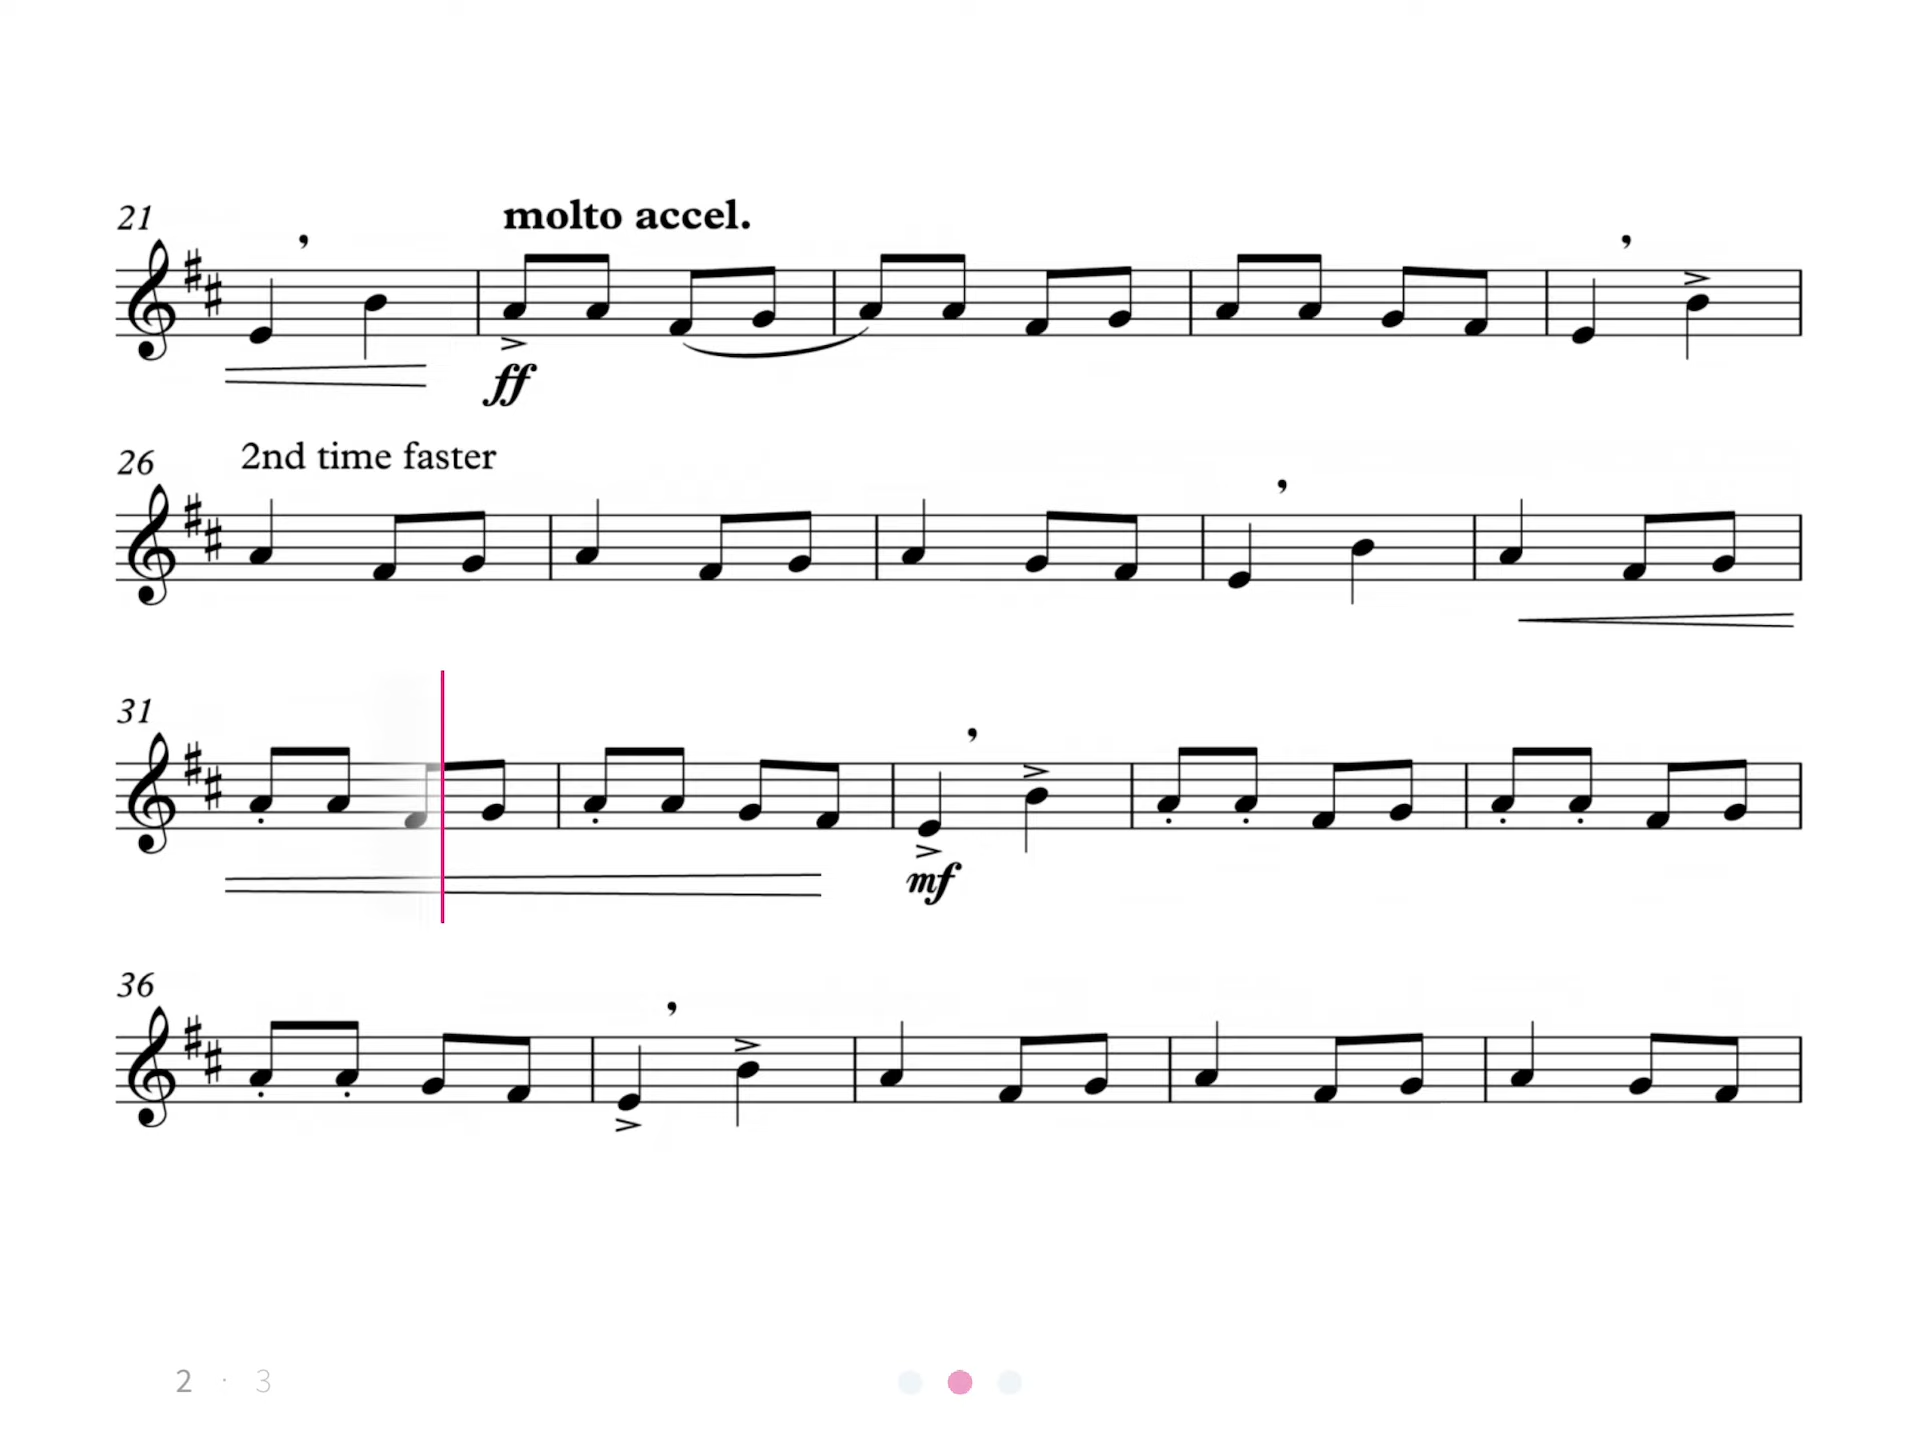 21 molto accel.
ff
26 2nd time faster
31
mf
36
2 · 3